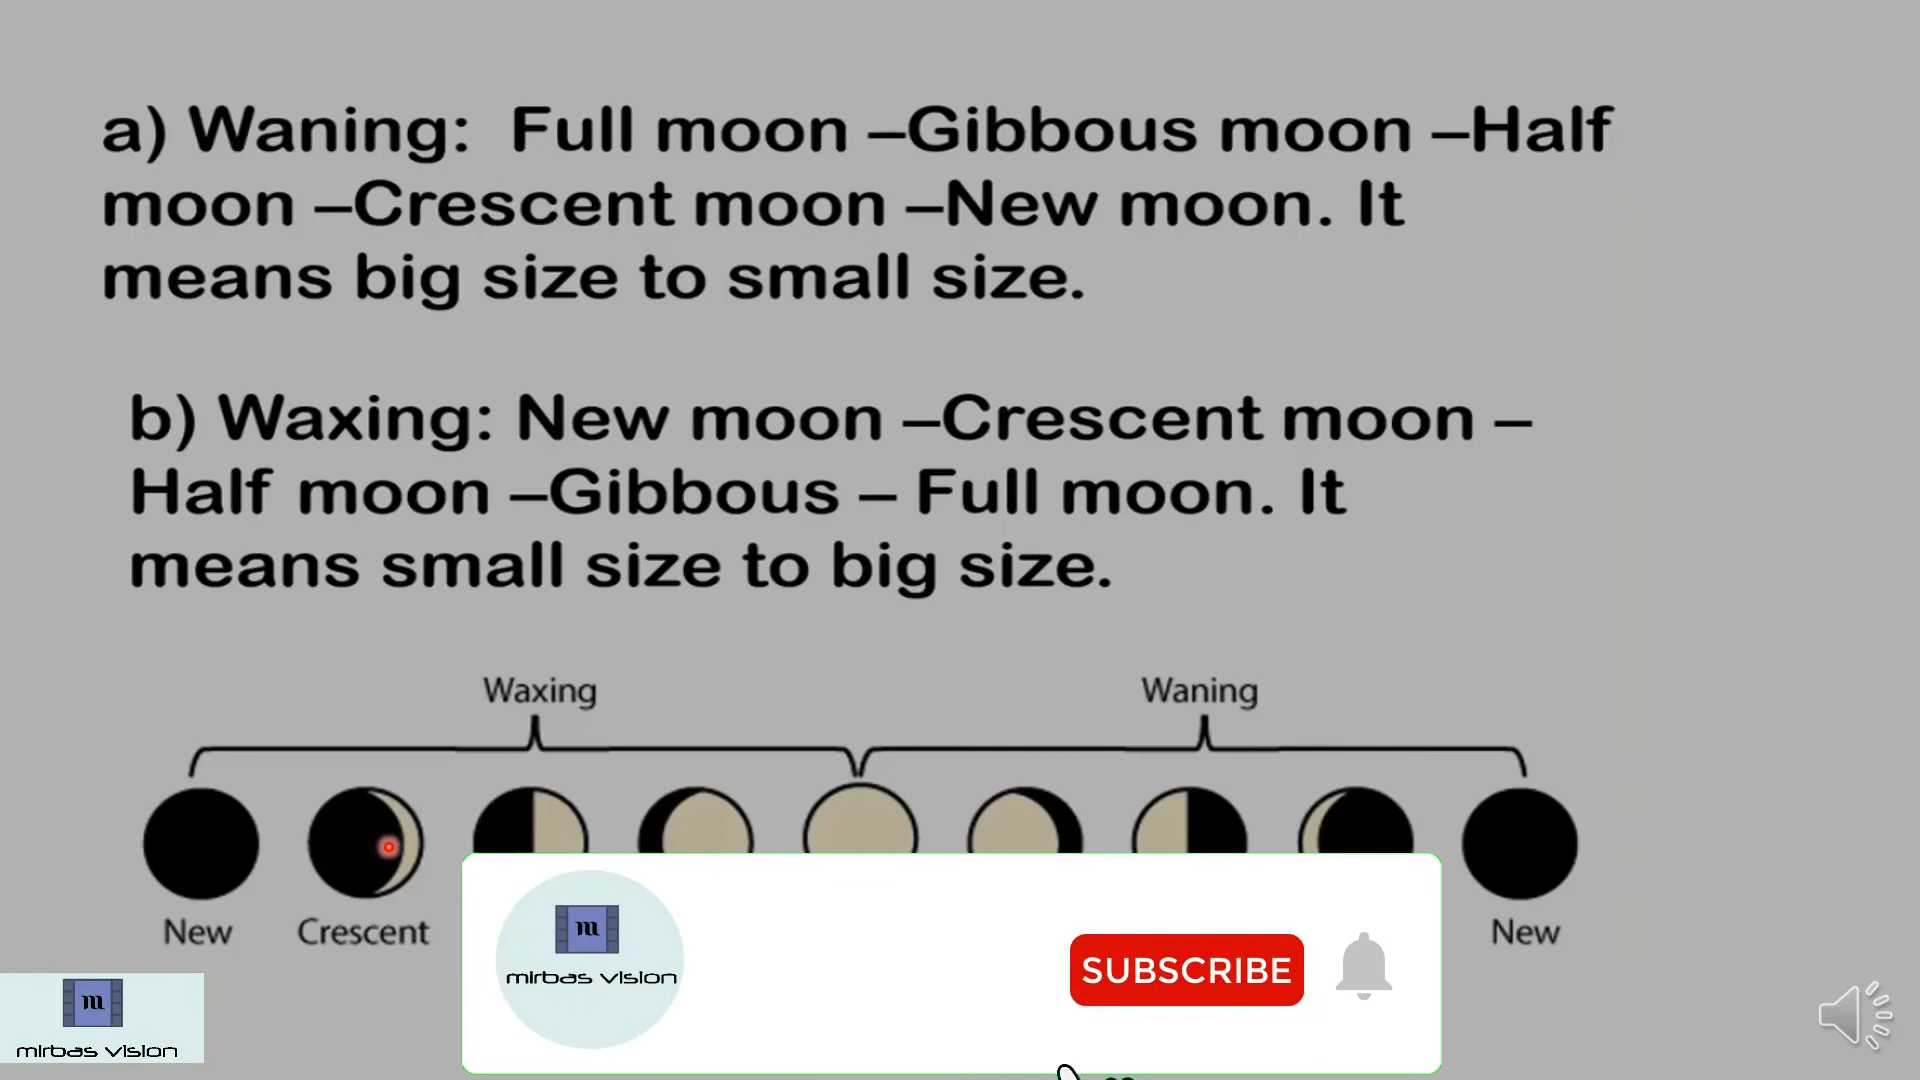 a) Waning:  Full moon –Gibbous moon –Half
moon –Crescent moon –New moon. It
means big size to small size.
b) Waxing: New moon –Crescent moon –
Half moon –Gibbous – Full moon. It
means small size to big size.
Waxing
Waning
New
Crescent
New
m
mirbas vision
SUBSCRIBE
m
mirbas vision